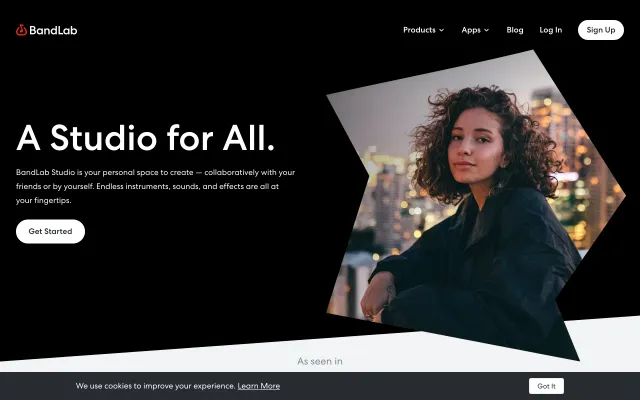 BandLab
Products
Apps
Blog
Log In
Sign Up
A Studio for All.
BandLab Studio is your personal space to create — collaboratively with your
friends or by yourself. Endless instruments, sounds, and effects are all at
your fingertips.
Get Started
As seen in
We use cookies to improve your experience. Learn More
Got It